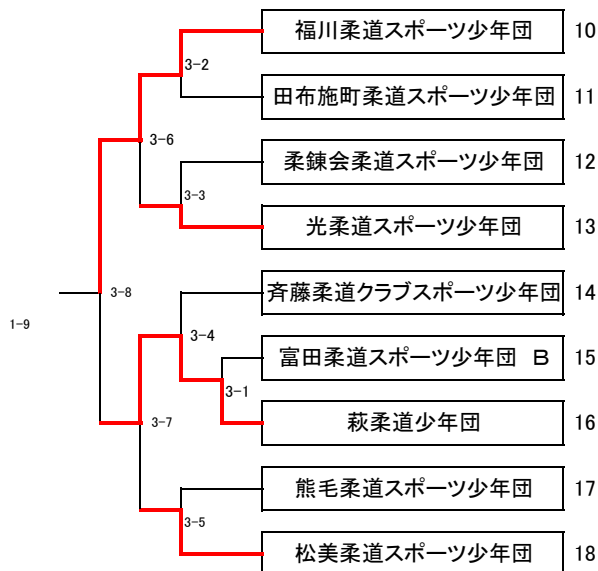 福川柔道スポーツ少年団 10
3-2
田布施町柔道スポーツ少年団 11
3-6
柔錬会柔道スポーツ少年団 12
3-3
光柔道スポーツ少年団 13
3-8
斉藤柔道クラブスポーツ少年団 14
1-9
3-4
富田柔道スポーツ少年団 B 15
3-1
3-7
萩柔道少年団 16
熊毛柔道スポーツ少年団 17
3-5
松美柔道スポーツ少年団 18